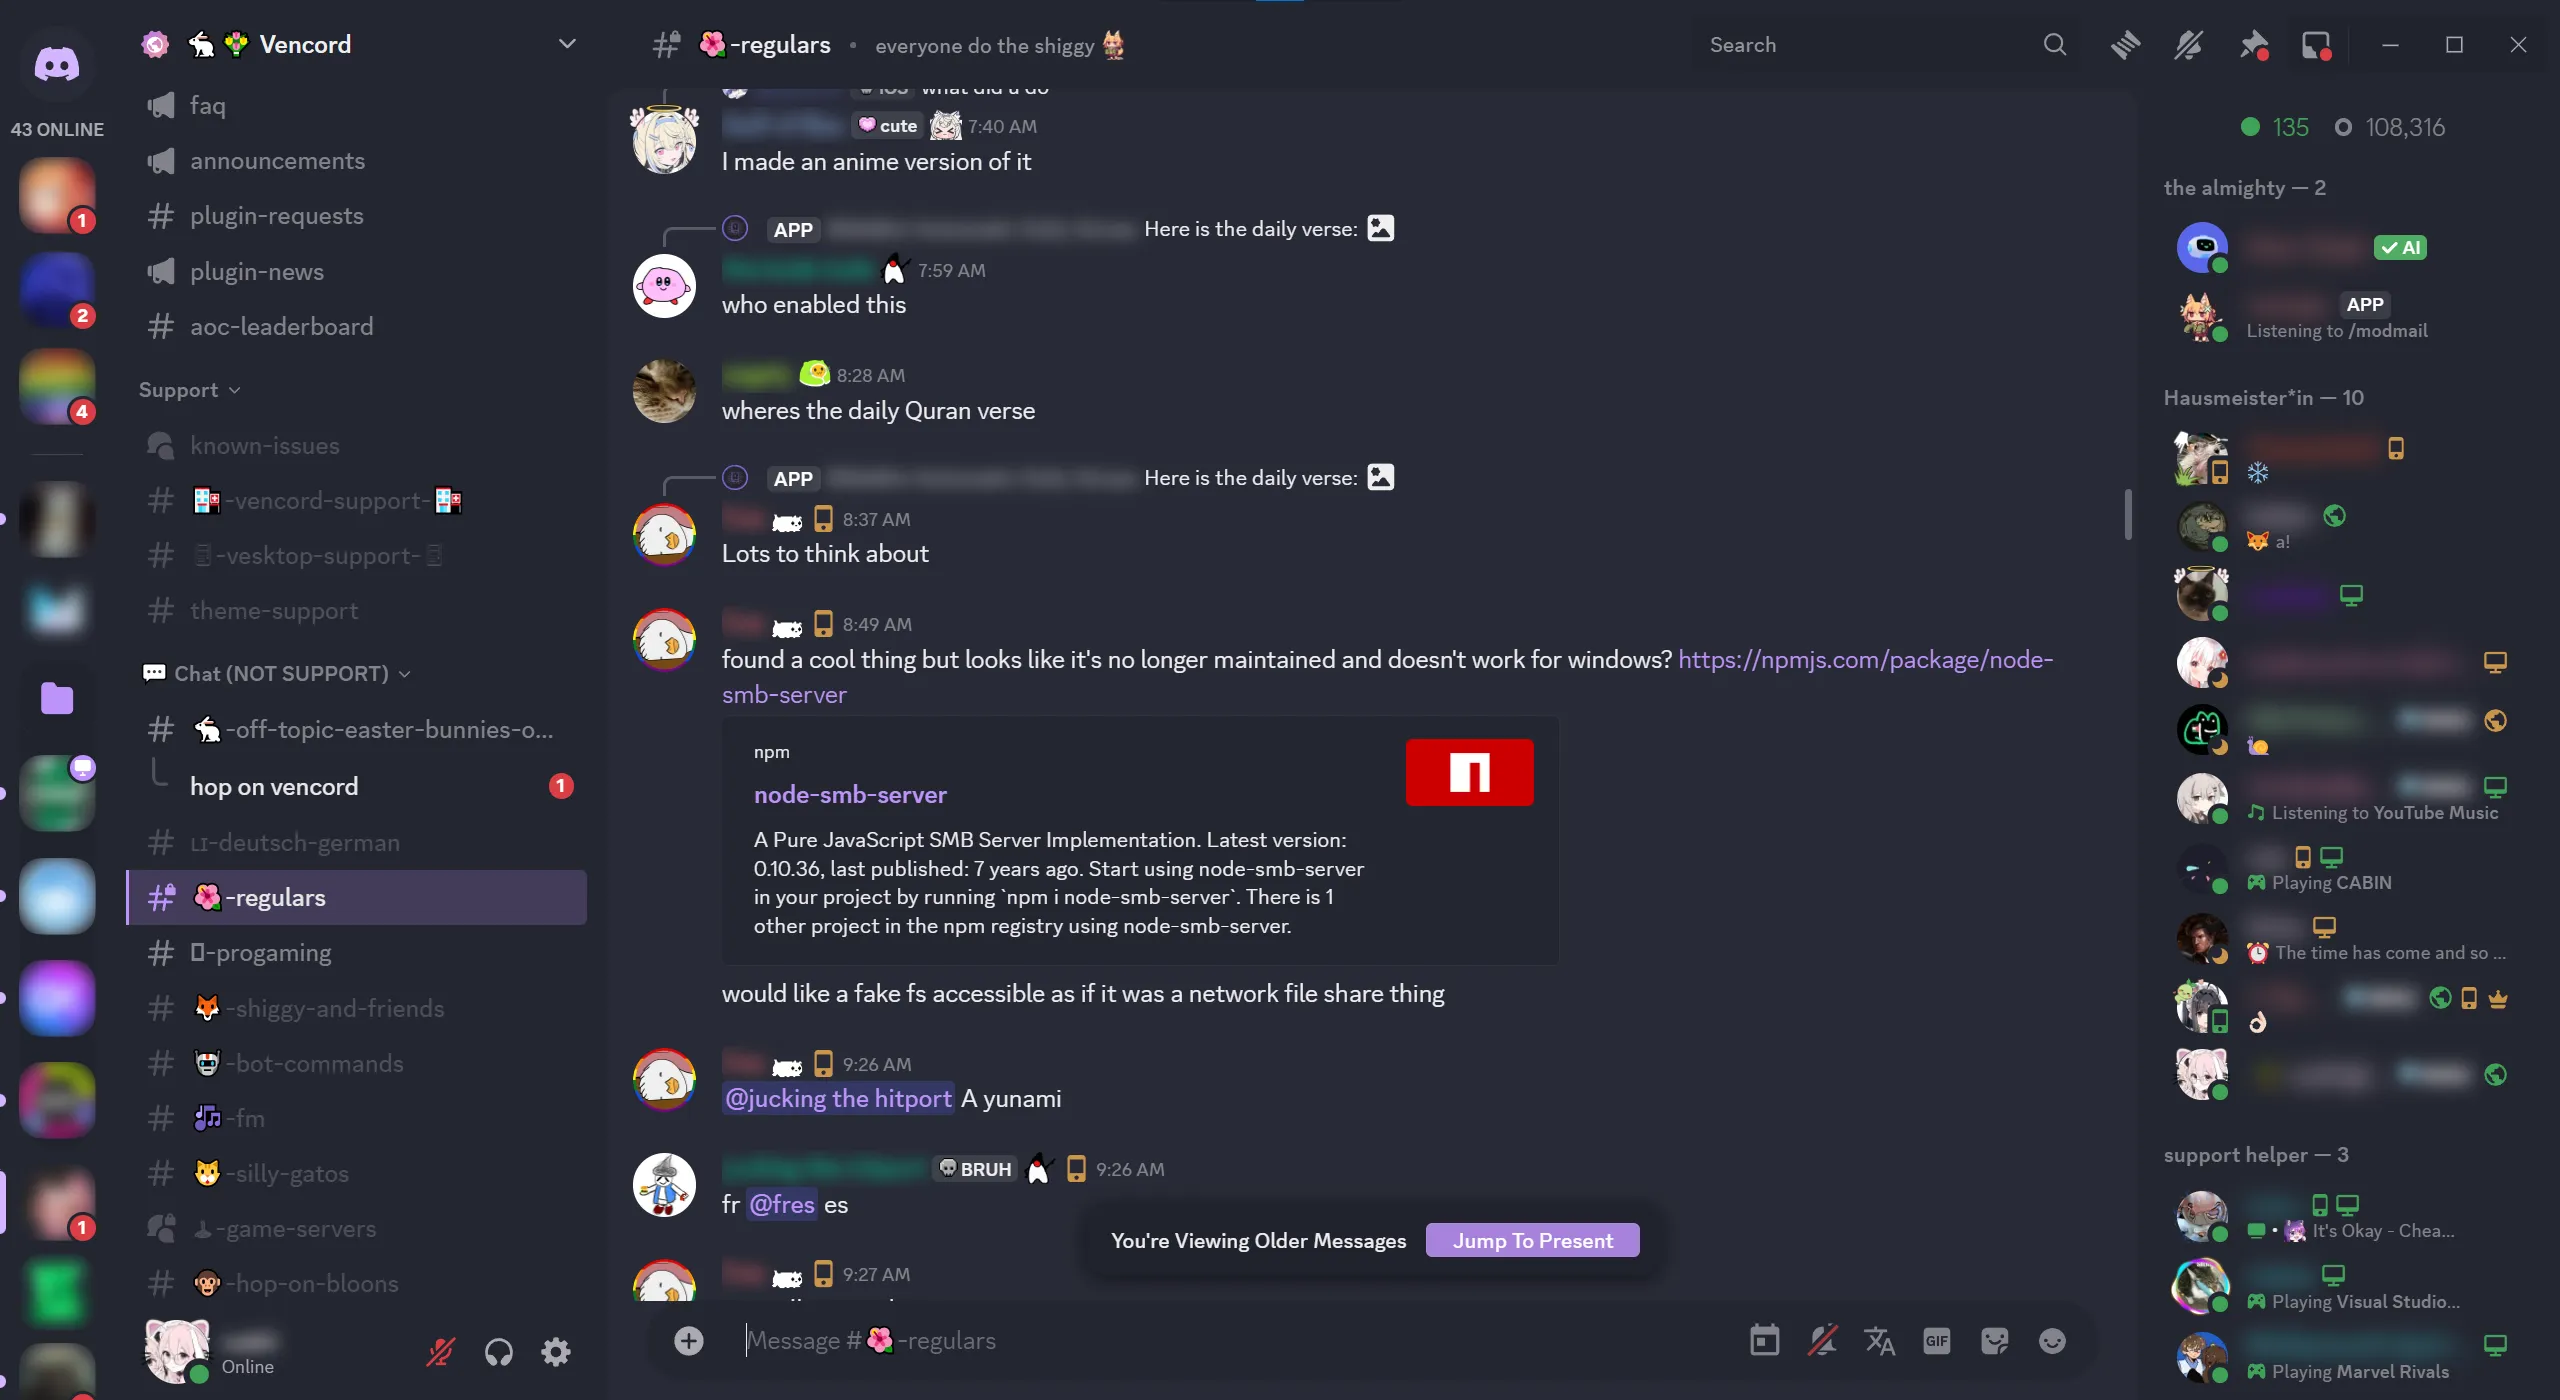 Vencord
-regulars • everyone do the shiggy
Search
43 ONLINE
1
2
4
1
faq
announcements
plugin-requests
plugin-news
aoc-leaderboard
Support
known-issues
-vencord-support-
-vesktop-support-
theme-support
Chat (NOT SUPPORT)
-off-topic-easter-bunnies-o...
hop on vencord
1
LI-deutsch-german
-regulars
-progaming
-shiggy-and-friends
-bot-commands
-fm
-silly-gatos
-game-servers
-hop-on-bloons
Online
what did u do
cute 7:40 AM
I made an anime version of it
APP Here is the daily verse:
7:59 AM
who enabled this
8:28 AM
wheres the daily Quran verse
APP Here is the daily verse:
8:37 AM
Lots to think about
8:49 AM
found a cool thing but looks like it's no longer maintained and doesn't work for windows? https://npmjs.com/package/node-
smb-server
npm
node-smb-server
A Pure JavaScript SMB Server Implementation. Latest version:
0.10.36, last published: 7 years ago. Start using node-smb-server
in your project by running `npm i node-smb-server`. There is 1
other project in the npm registry using node-smb-server.
would like a fake fs accessible as if it was a network file share thing
9:26 AM
@jucking the hitport A yunami
BRUH 9:26 AM
fr @fres es
9:27 AM
You're Viewing Older Messages Jump To Present
Message # -regulars
GIF
135 108,316
the almighty — 2
AI
APP
Listening to /modmail
Hausmeister*in — 10
a!
Listening to YouTube Music
Playing CABIN
The time has come and so ...
support helper — 3
It's Okay - Chea...
Playing Visual Studio...
Playing Marvel Rivals